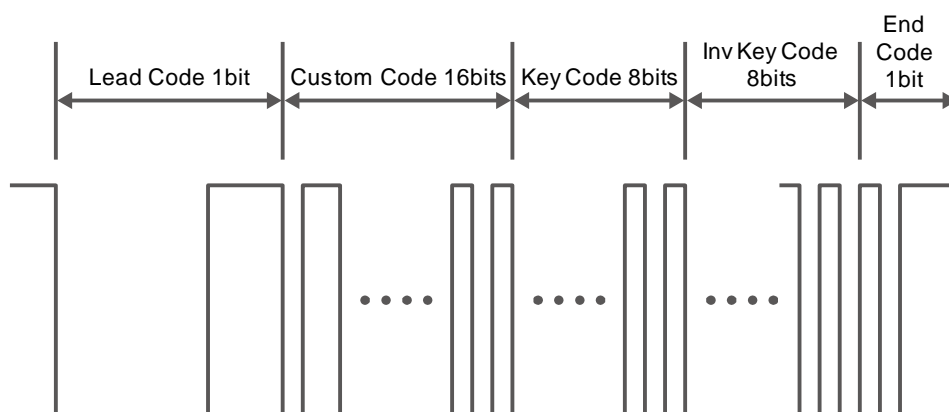 Lead Code 1bit
Custom Code 16bits
Key Code 8bits
Inv Key Code
8bits
End
Code
1bit